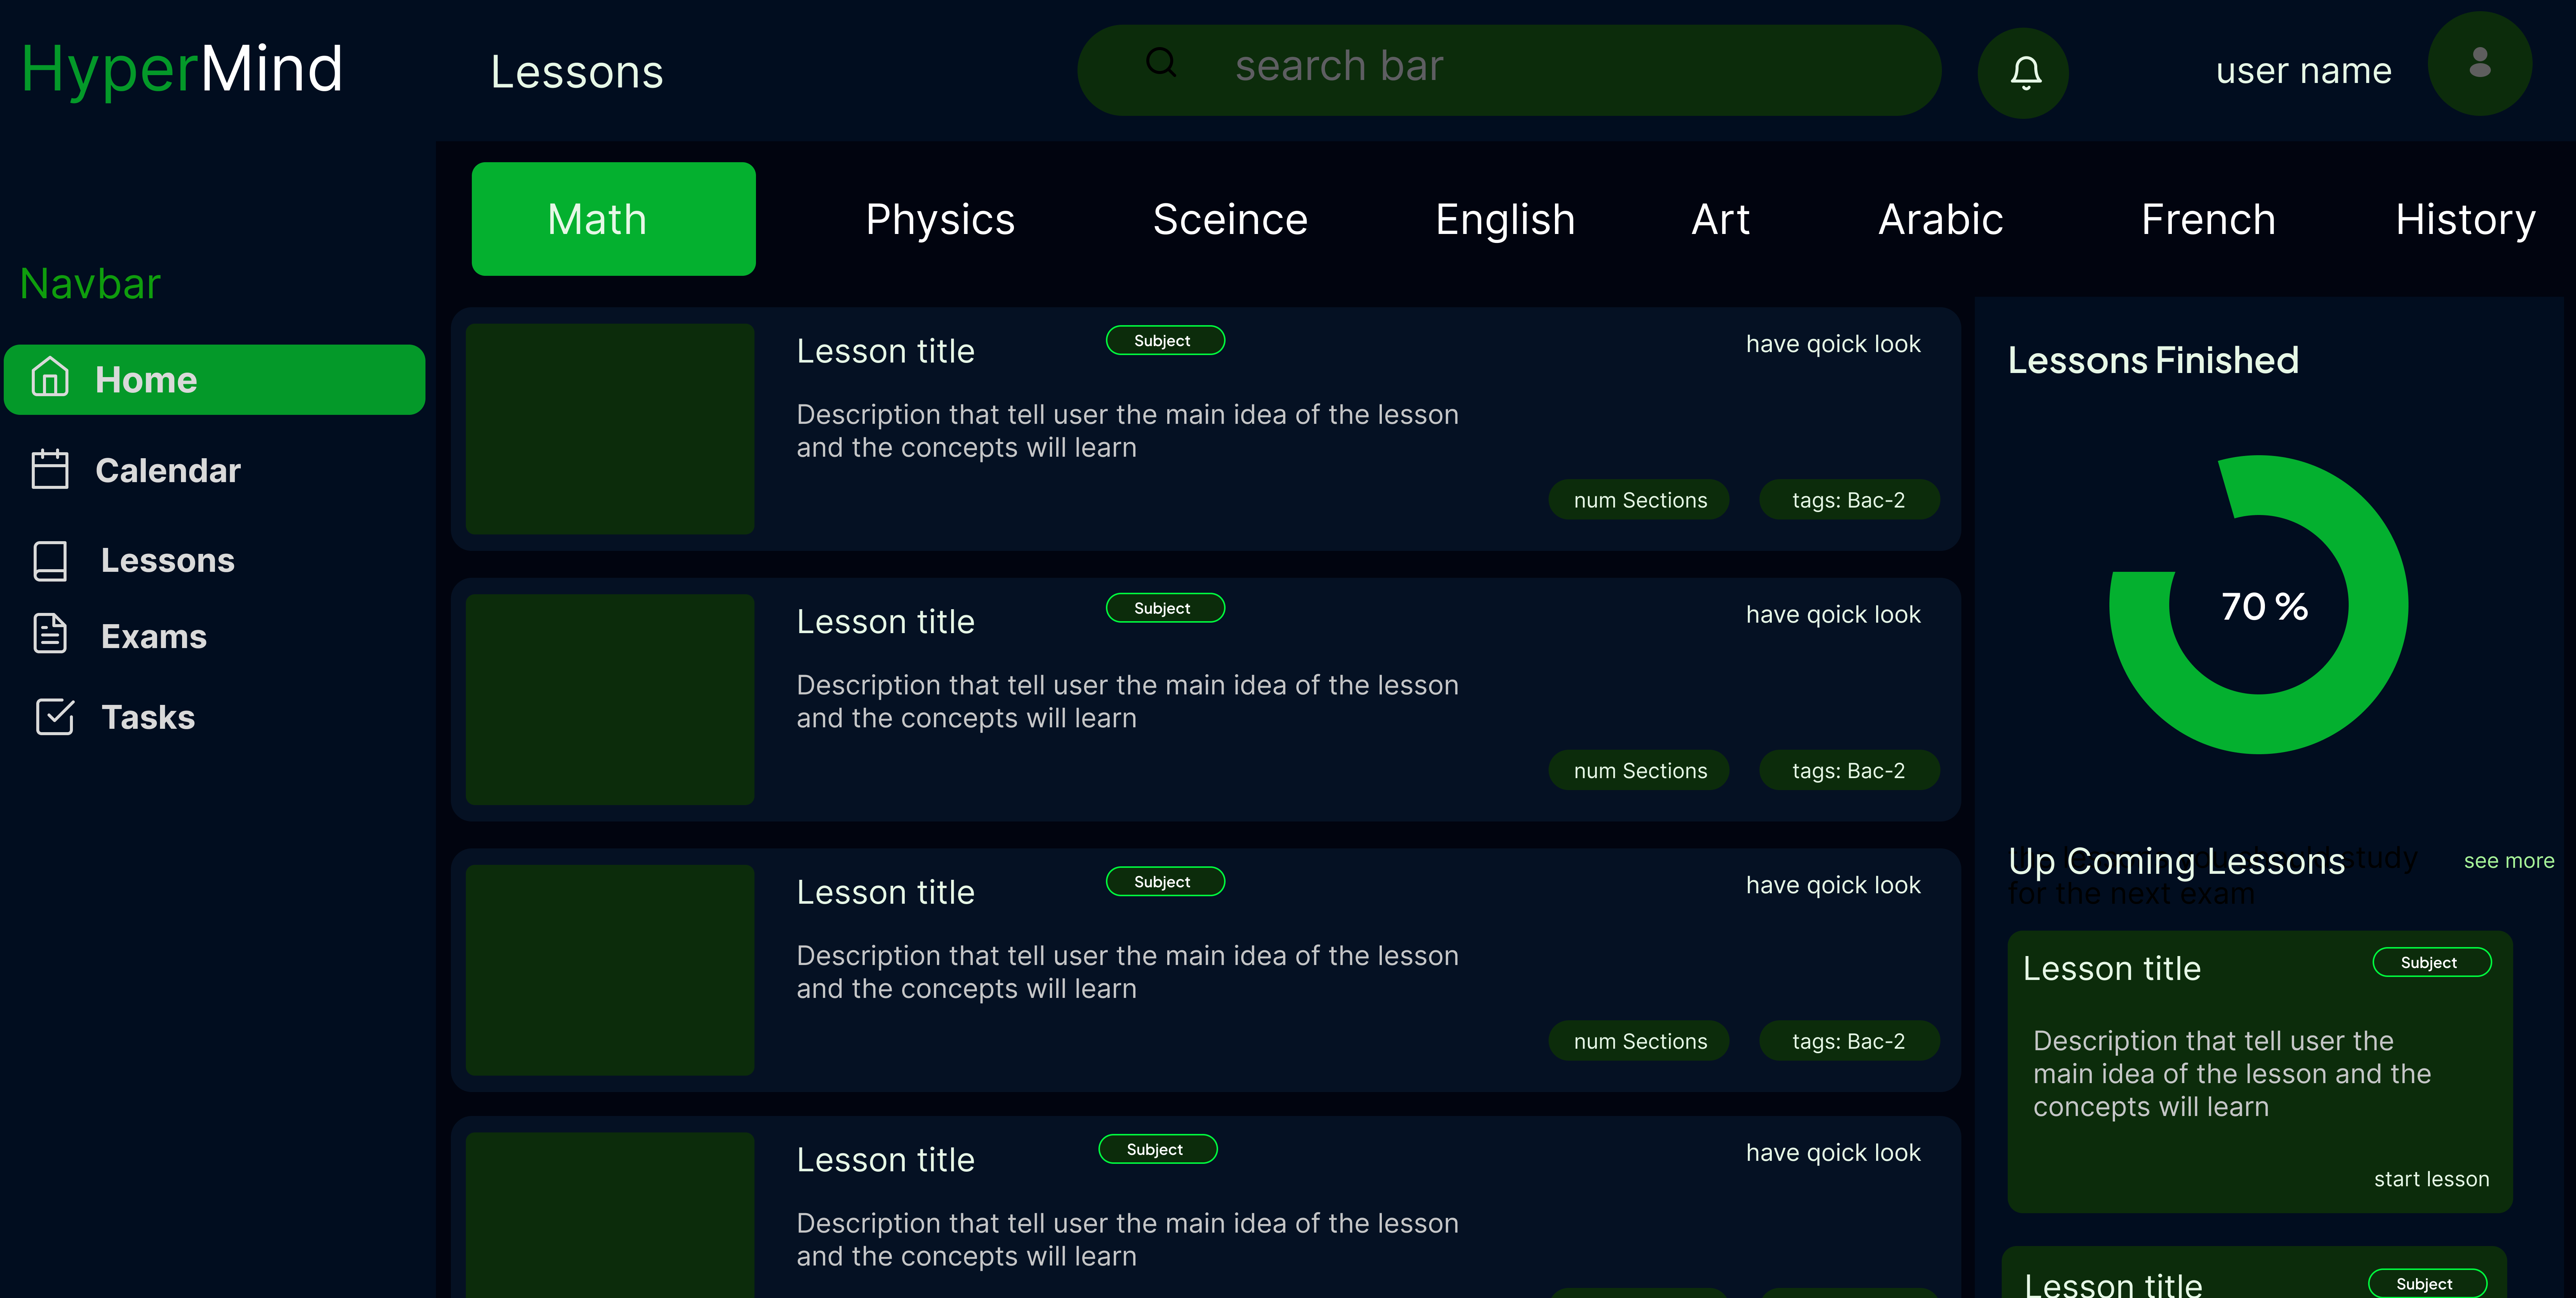 HyperMind
Lessons
search bar
user name
Math
Physics
Sceince
English
Art
Arabic
French
History
Navbar
Home
Calendar
Lessons
Exams
Tasks
Lesson title
Subject
have qoick look
Description that tell user the main idea of the lesson
and the concepts will learn
num Sections
tags: Bac-2
Lesson title
Subject
have qoick look
Description that tell user the main idea of the lesson
and the concepts will learn
num Sections
tags: Bac-2
Lesson title
Subject
have qoick look
Description that tell user the main idea of the lesson
and the concepts will learn
num Sections
tags: Bac-2
Lesson title
Subject
have qoick look
Description that tell user the main idea of the lesson
and the concepts will learn
Lessons Finished
70 %
Up Coming Lessons
see more
study
for the next exam
Lesson title
Subject
Description that tell user the
main idea of the lesson and the
concepts will learn
start lesson
Lesson title
Subject